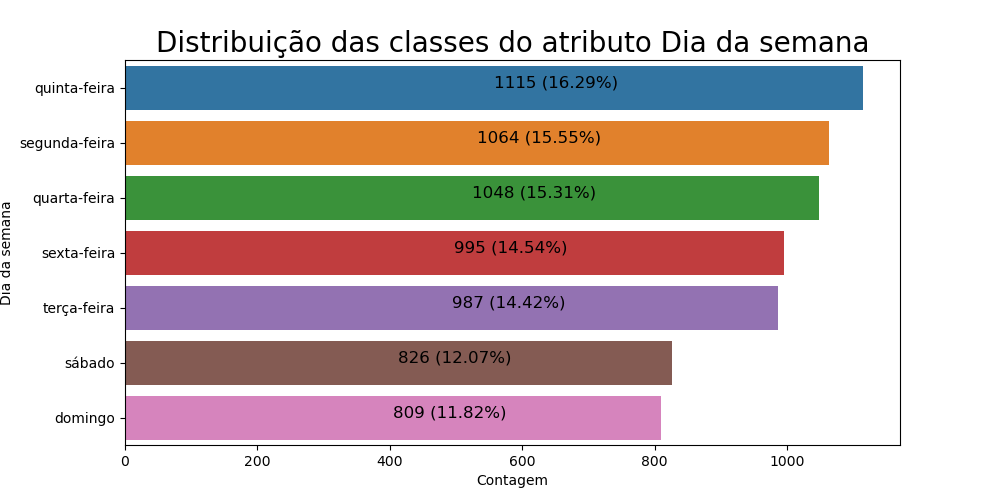 Distribuição das classes do atributo Dia da semana
Dia da semana
quinta-feira 1115 (16.29%)
segunda-feira 1064 (15.55%)
quarta-feira 1048 (15.31%)
sexta-feira 995 (14.54%)
terça-feira 987 (14.42%)
sábado 826 (12.07%)
domingo 809 (11.82%)
0 200 400 600 800 1000
Contagem